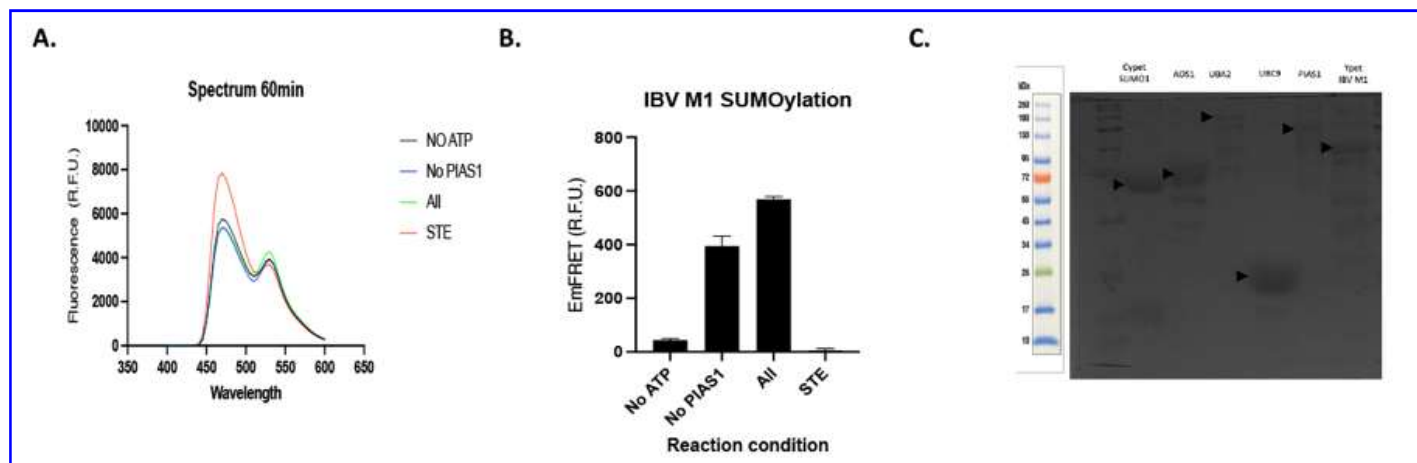 A.
B.
C.
Spectrum 60min
Fluorescence (R.F.U.)
10000
8000
6000
4000
2000
0
350 400 450 500 550 600 650
Wavelength
NO ATP
No PIAS1
All
STE
IBV M1 SUMOylation
EmFRET (R.F.U.)
800
600
400
200
0
No ATP
No PIAS1
All
STE
Reaction condition
Cypet
SUMO1
AOS1
UBA2
UBC9
PIAS1
Ypet
IBV M1
kDa
250
130
95
72
34
26
17
10